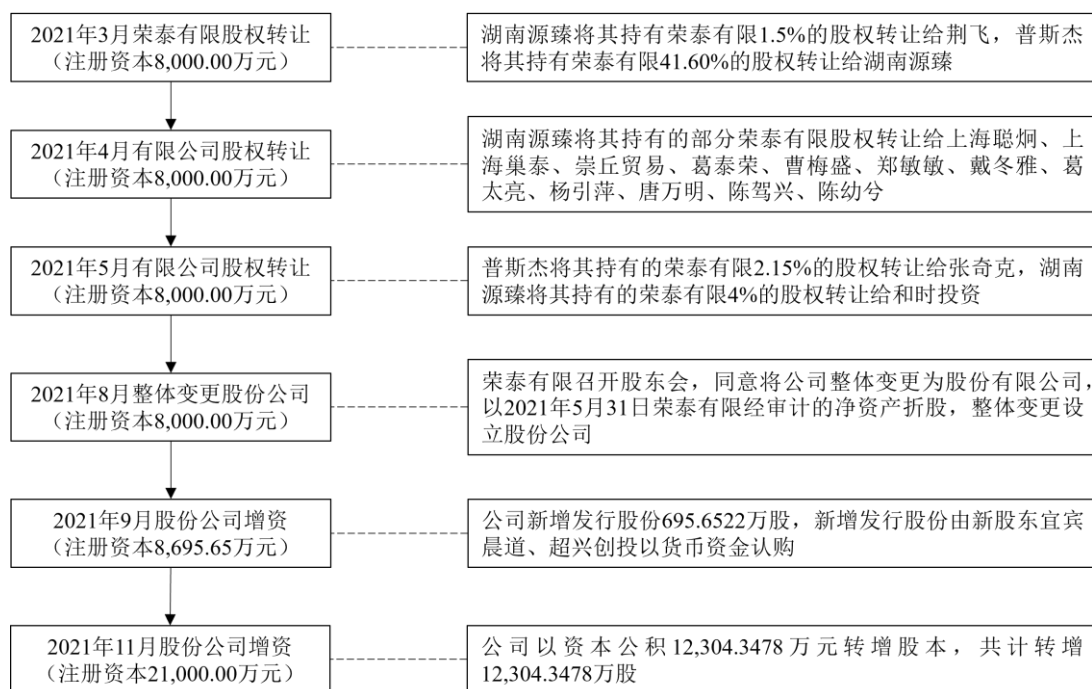 2021年3月荣泰有限股权转让
（注册资本8,000.00万元）
湖南源臻将其持有荣泰有限1.5%的股权转让给荆飞，普斯杰
将其持有荣泰有限41.60%的股权转让给湖南源臻
2021年4月有限公司股权转让
（注册资本8,000.00万元）
湖南源臻将其持有的部分荣泰有限股权转让给上海聪炯、上
海巢泰、崇丘贸易、葛泰荣、曹梅盛、郑敏敏、戴冬雅、葛
太亮、杨引萍、唐万明、陈驾兴、陈幼兮
2021年5月有限公司股权转让
（注册资本8,000.00万元）
普斯杰将其持有的荣泰有限2.15%的股权转让给张奇克，湖南
源臻将其持有的荣泰有限4%的股权转让给和时投资
2021年8月整体变更股份公司
（注册资本8,000.00万元）
荣泰有限召开股东会，同意将公司整体变更为股份有限公司，
以2021年5月31日荣泰有限经审计的净资产折股，整体变更设
立股份公司
2021年9月股份公司增资
（注册资本8,695.65万元）
公司新增发行股份695.6522万股，新增发行股份由新股东宜宾
晨道、超兴创投以货币资金认购
2021年11月股份公司增资
（注册资本21,000.00万元）
公司以资本公积12,304.3478万元转增股本，共计转增
12,304.3478万股